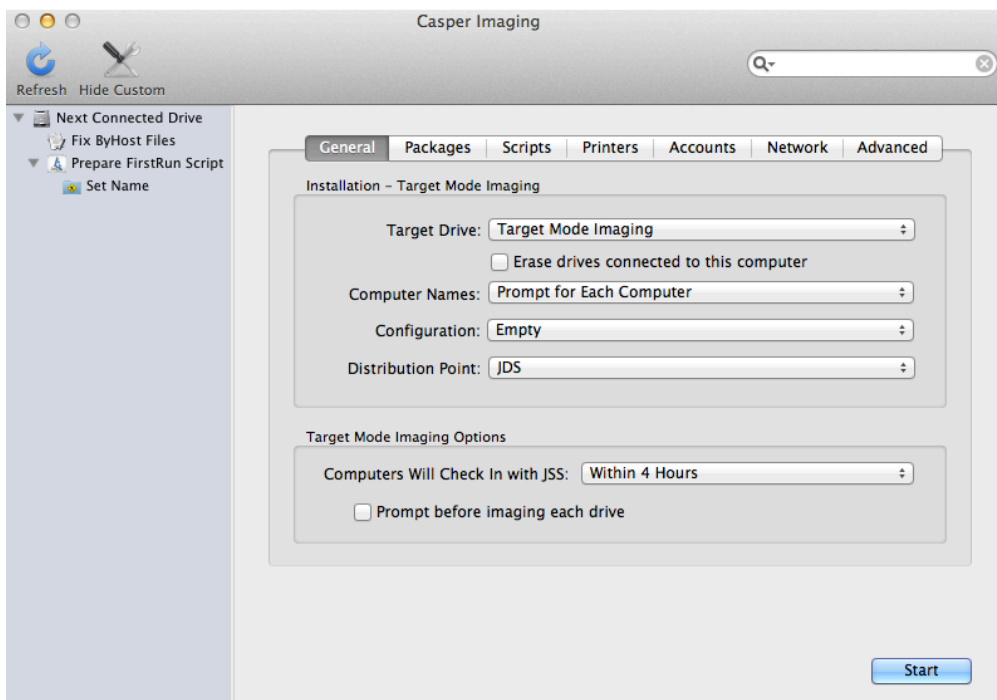 Casper Imaging
Refresh Hide Custom
Next Connected Drive
Fix ByHost Files
Prepare FirstRun Script
Set Name
General Packages Scripts Printers Accounts Network Advanced
Installation – Target Mode Imaging
Target Drive: Target Mode Imaging
Erase drives connected to this computer
Computer Names: Prompt for Each Computer
Configuration: Empty
Distribution Point: JDS
Target Mode Imaging Options
Computers Will Check In with JSS: Within 4 Hours
Prompt before imaging each drive
Start